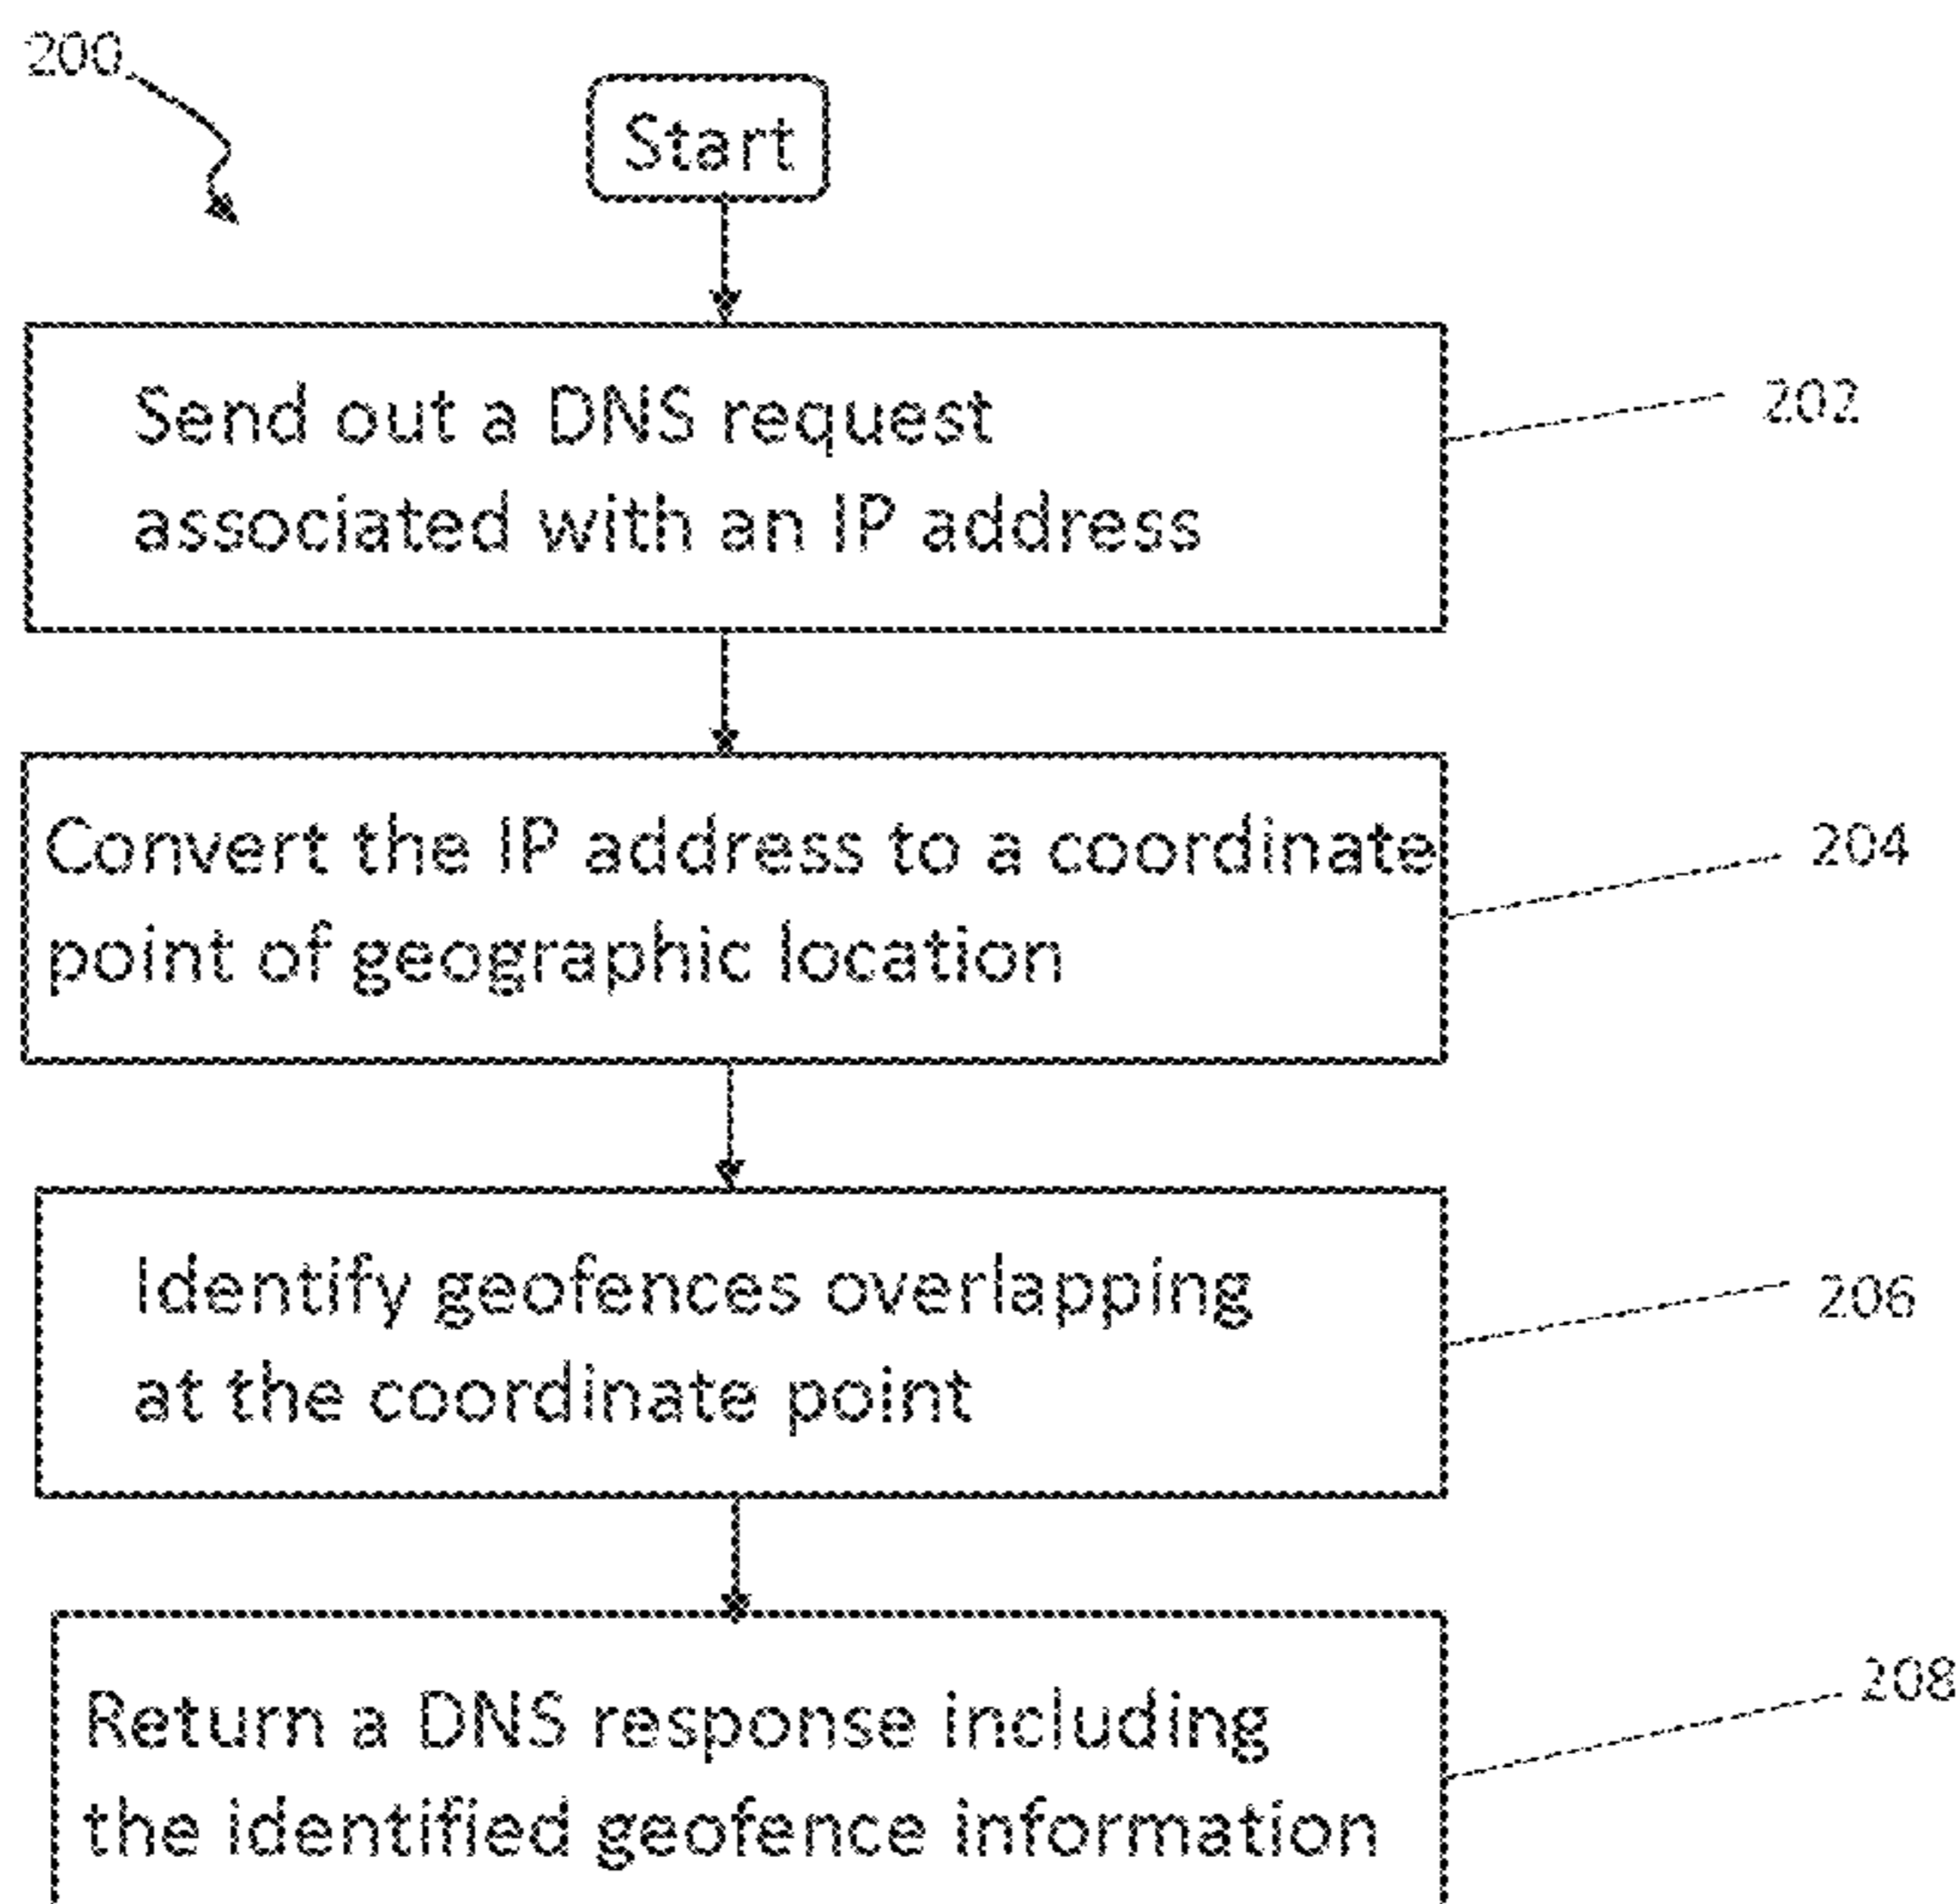 200
Start
Send out a DNS request
associated with an IP address
202
Convert the IP address to a coordinate
point of geographic location
204
Identify geofences overlapping
at the coordinate point
206
Return a DNS response including
the identified geofence information
208